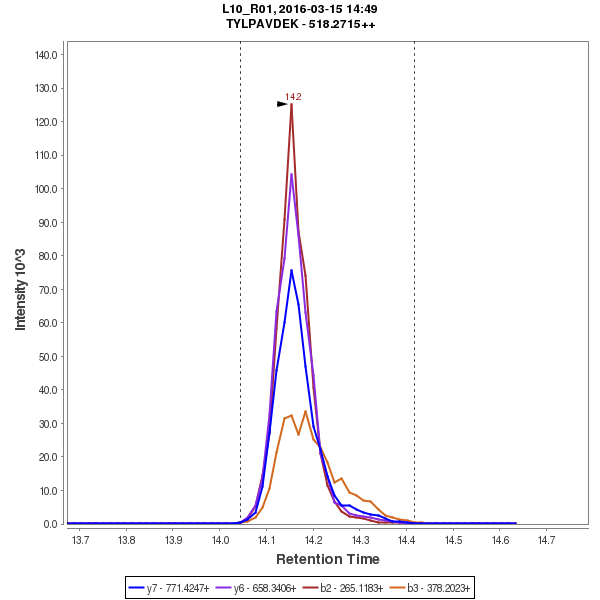 L10_R01, 2016-03-15 14:49
TYLPAVDEK - 518.2715++
140.0
130.0
120.0
110.0
100.0
90.0
80.0
70.0
60.0
50.0
40.0
30.0
20.0
10.0
0.0
Intensity 10^3
14.2
13.7 13.8 13.9 14.0 14.1 14.2 14.3 14.4 14.5 14.6 14.7
Retention Time
y7 - 771.4247+ y6 - 658.3406+ b2 - 265.1183+ b3 - 378.2023+